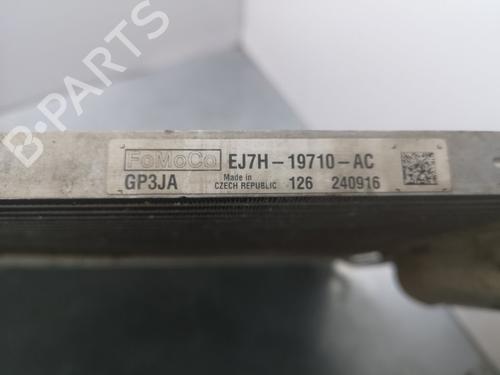 FoMoCo EJ7H-19710-AC
GP3JA Made in CZECH REPUBLIC 126 240916
B-PARTS